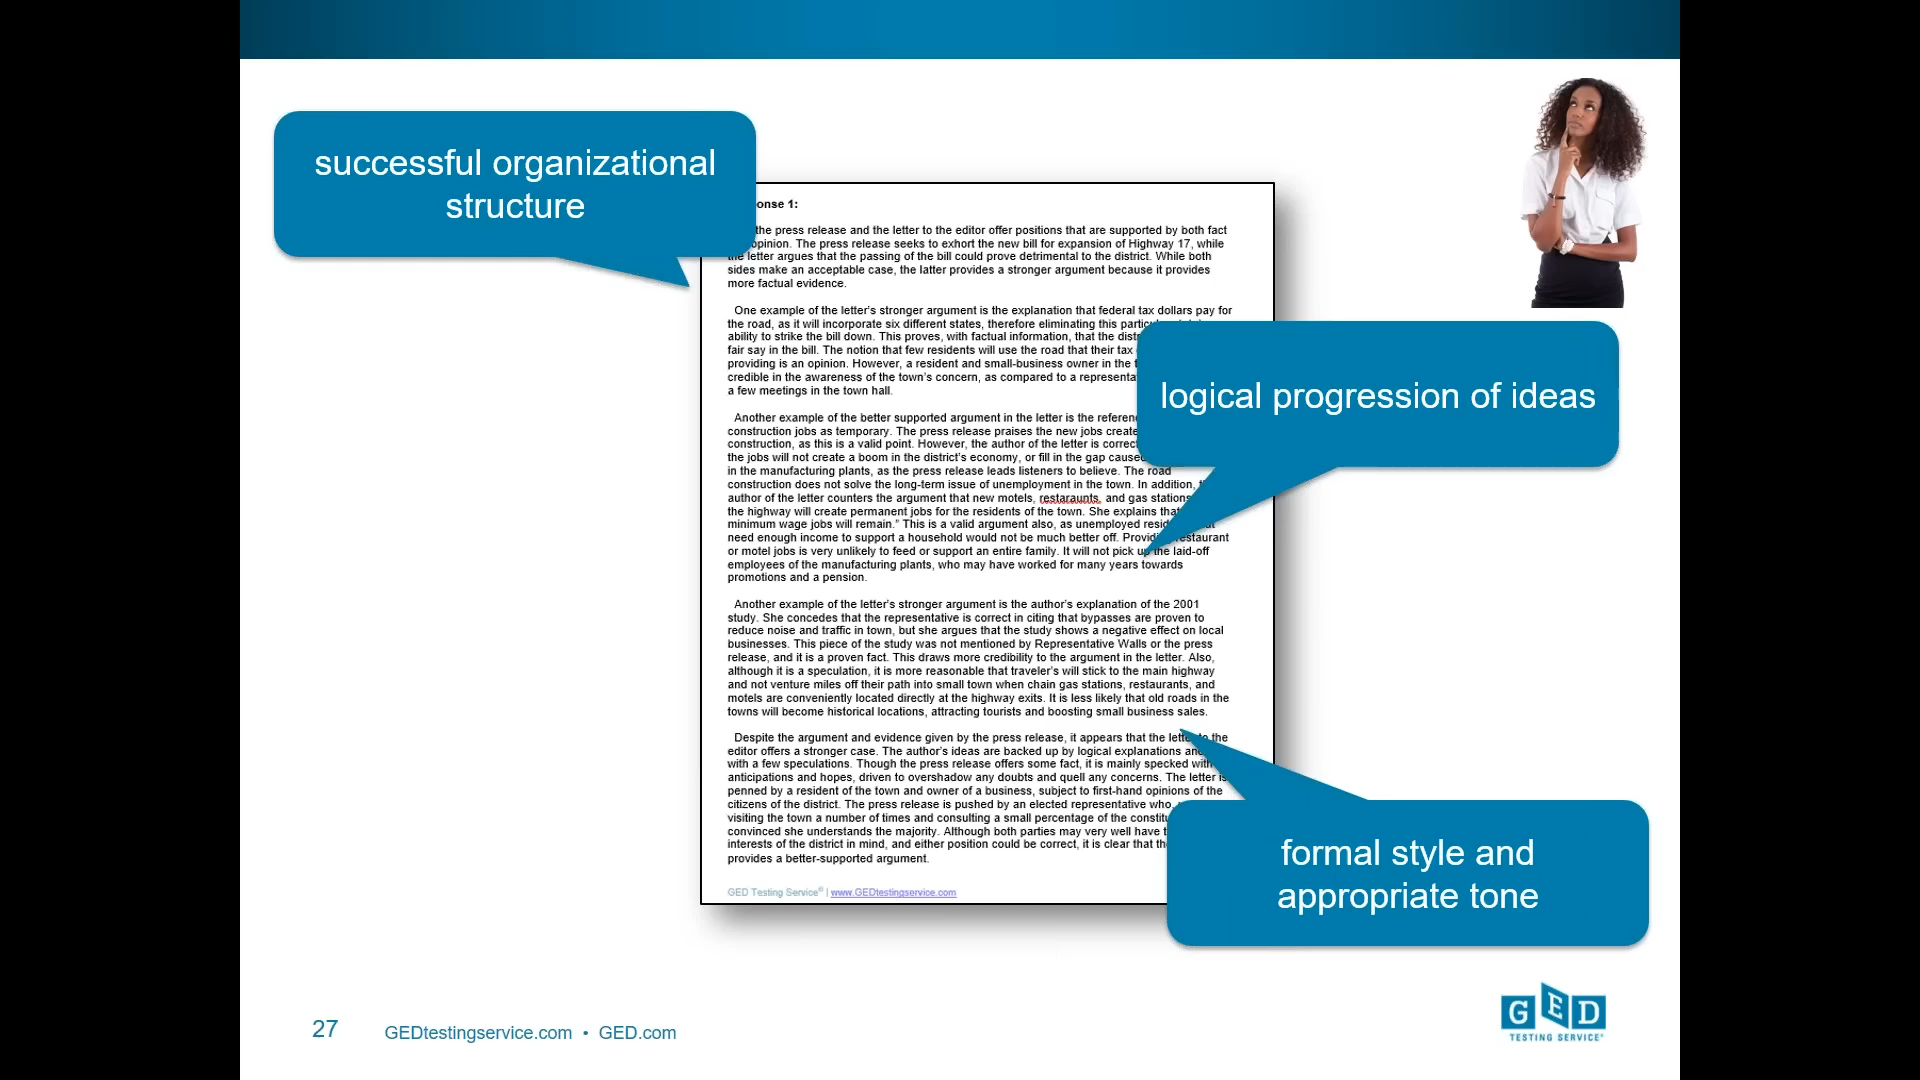 successful organizational
structure
onse 1:
the press release and the letter to the editor offer positions that are supported by both fact
opinion. The press release seeks to exhort the new bill for expansion of Highway 17, while
the letter argues that the passing of the bill could prove detrimental to the district. While both
sides make an acceptable case, the latter provides a stronger argument because it provides
more factual evidence.
One example of the letter's stronger argument is the explanation that federal tax dollars pay for
the road, as it will incorporate six different states, therefore eliminating this
ability to strike the bill down. This proves, with factual information, that the
fair say in the bill. The notion that few residents will use the road that their tax
providing is an opinion. However, a resident and small-business owner in the
credible in the awareness of the town's concern, as compared to a
a few meetings in the town hall.
logical progression of ideas
Another example of the better supported argument in the letter is the
construction jobs as temporary. The press release praises the new jobs
construction, as this is a valid point. However, the author of the letter is correct
the jobs will not create a boom in the district's economy, or fill in the gap caused
in the manufacturing plants, as the press release leads listeners to believe. The road
construction does not solve the long-term issue of unemployment in the town. In addition,
author of the letter counters the argument that new motels, restaraunts, and gas stations
the highway will create permanent jobs for the residents of the town. She explains
minimum wage jobs will remain." This is a valid argument also, as unemployed
need enough income to support a household would not be much better off. restaurant
or motel jobs is very unlikely to feed or support an entire family. It will not pick up the laid-off
employees of the manufacturing plants, who may have worked for many years towards
promotions and a pension.
Another example of the letter's stronger argument is the author's explanation of the 2001
study. She concedes that the representative is correct in citing that bypasses are proven to
reduce noise and traffic in town, but she argues that the study shows a negative effect on local
businesses. This piece of the study was not mentioned by Representative Walls or the press
release, and it is a proven fact. This draws more credibility to the argument in the letter. Also,
although it is a speculation, it is more reasonable that traveler's will stick to the main highway
and not venture miles off their path into small town when chain gas stations, restaurants, and
motels are conveniently located directly at the highway exits. It is less likely that old roads in the
towns will become historical locations, attracting tourists and boosting small business sales.
Despite the argument and evidence given by the press release, it appears that the letter to the
editor offers a stronger case. The author's ideas are backed up by logical explanations
with a few speculations. Though the press release offers some fact, it is mainly specked with
anticipations and hopes, driven to overshadow any doubts and quell any concerns. The letter is
penned by a resident of the town and owner of a business, subject to first-hand opinions of the
citizens of the district. The press release is pushed by an elected representative who,
visiting the town a number of times and consulting a small percentage of the
convinced she understands the majority. Although both parties may very well have
interests of the district in mind, and either position could be correct, it is clear that
provides a better-supported argument.
formal style and
appropriate tone
GED Testing Service® | www.GEDtestingservice.com
27 GEDtestingservice.com • GED.com
GED
TESTING SERVICE®